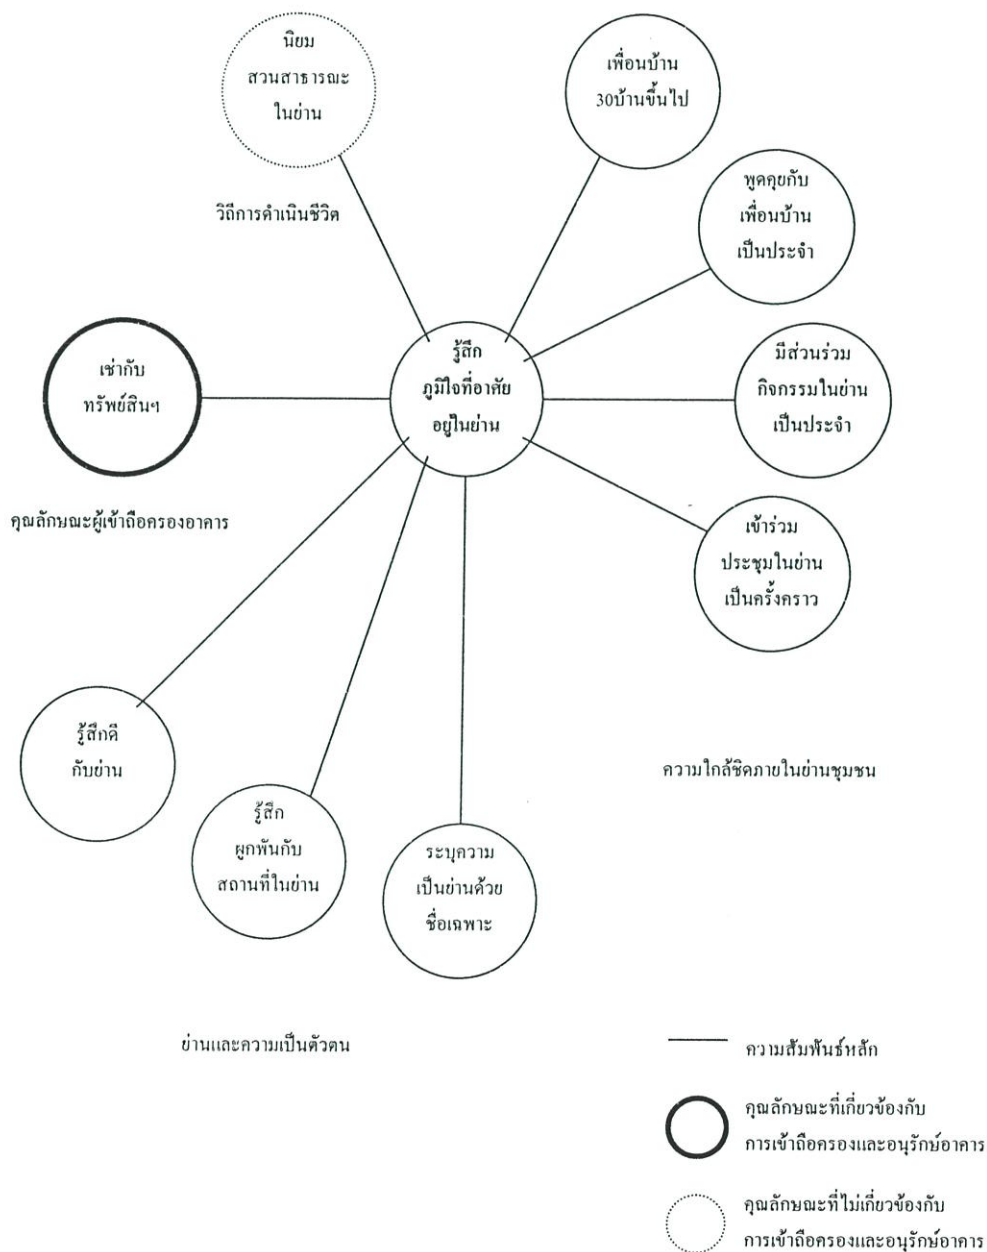 นิยม
สวนสาธารณะ
ในย่าน
เพื่อนบ้าน
30บ้านขึ้นไป
พูดคุยกับ
เพื่อนบ้าน
เป็นประจำ
วิถีการดำเนินชีวิต
รู้สึก
ภูมิใจที่อาศัย
อยู่ในย่าน
เช่ากับ
ทรัพย์สินฯ
มีส่วนร่วม
กิจกรรมในย่าน
เป็นประจำ
คุณลักษณะผู้เข้าถือครองอาคาร
เข้าร่วม
ประชุมในย่าน
เป็นครั้งคราว
รู้สึกดี
กับย่าน
ความใกล้ชิดภายในย่านชุมชน
รู้สึก
ผูกพันกับ
สถานที่ในย่าน
ระบุความ
เป็นย่านด้วย
ชื่อเฉพาะ
ย่านและความเป็นตัวตน
ความสัมพันธ์หลัก
คุณลักษณะที่เกี่ยวข้องกับ
การเข้าถือครองและอนุรักษ์อาคาร
คุณลักษณะที่ไม่เกี่ยวข้องกับ
การเข้าถือครองและอนุรักษ์อาคาร